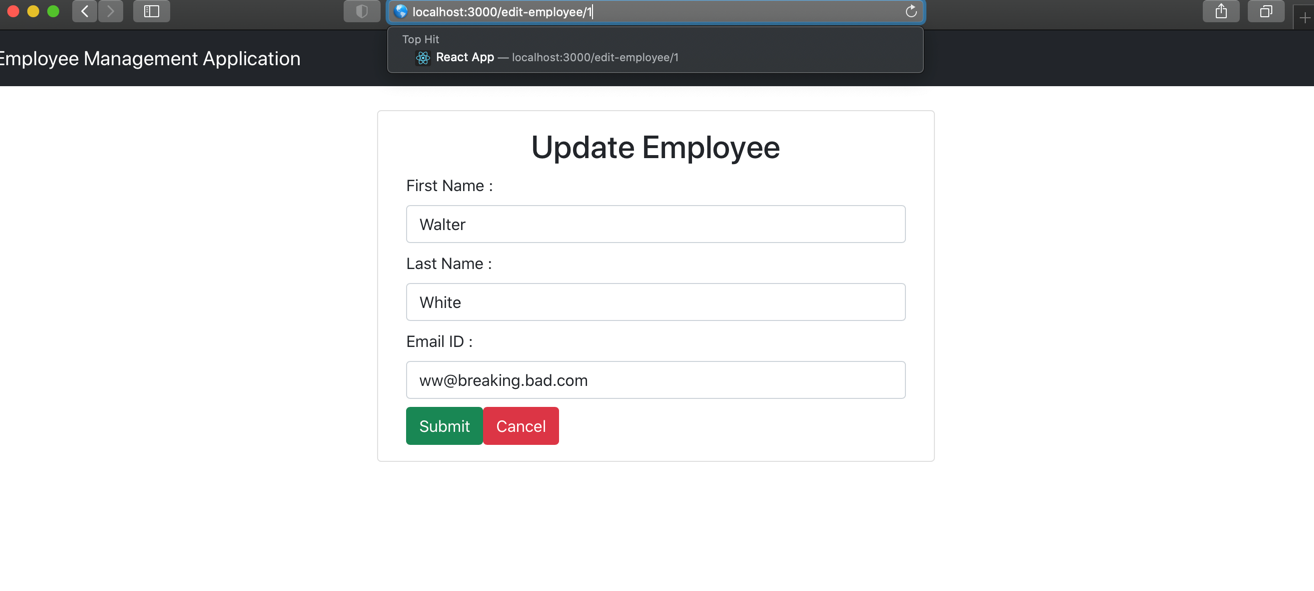 localhost:3000/edit-employee/1
Top Hit
React App — localhost:3000/edit-employee/1
Employee Management Application
Update Employee
First Name :
Walter
Last Name :
White
Email ID :
ww@breaking.bad.com
Submit Cancel